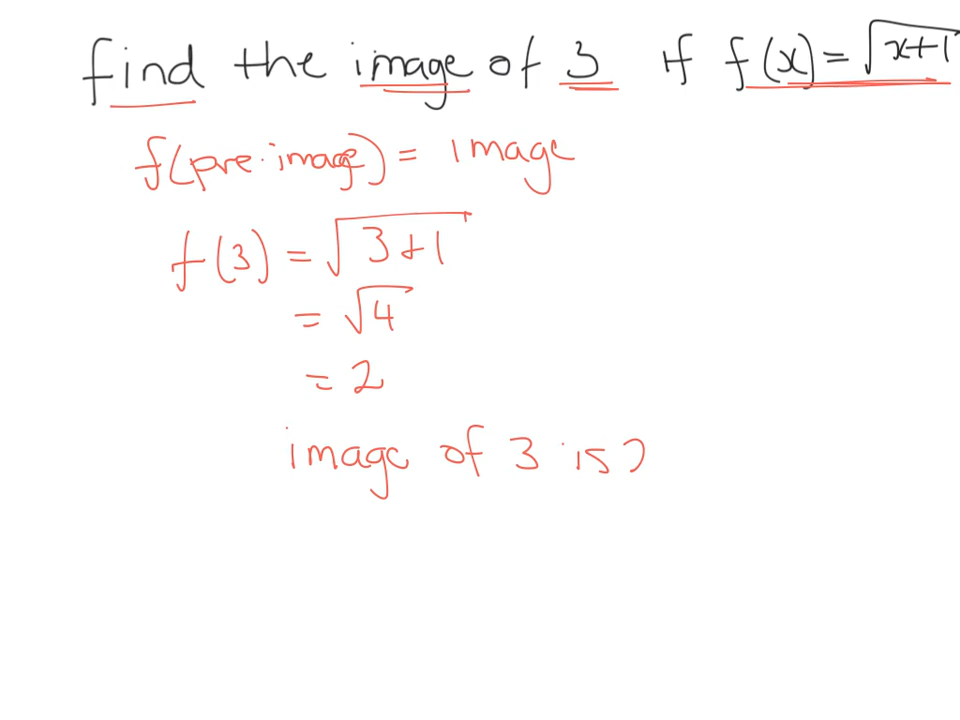 find the image of 3 if f(x)=√x+1
f(pre-image) = image
f(3) = √3+1
= √4
= 2
image of 3 is